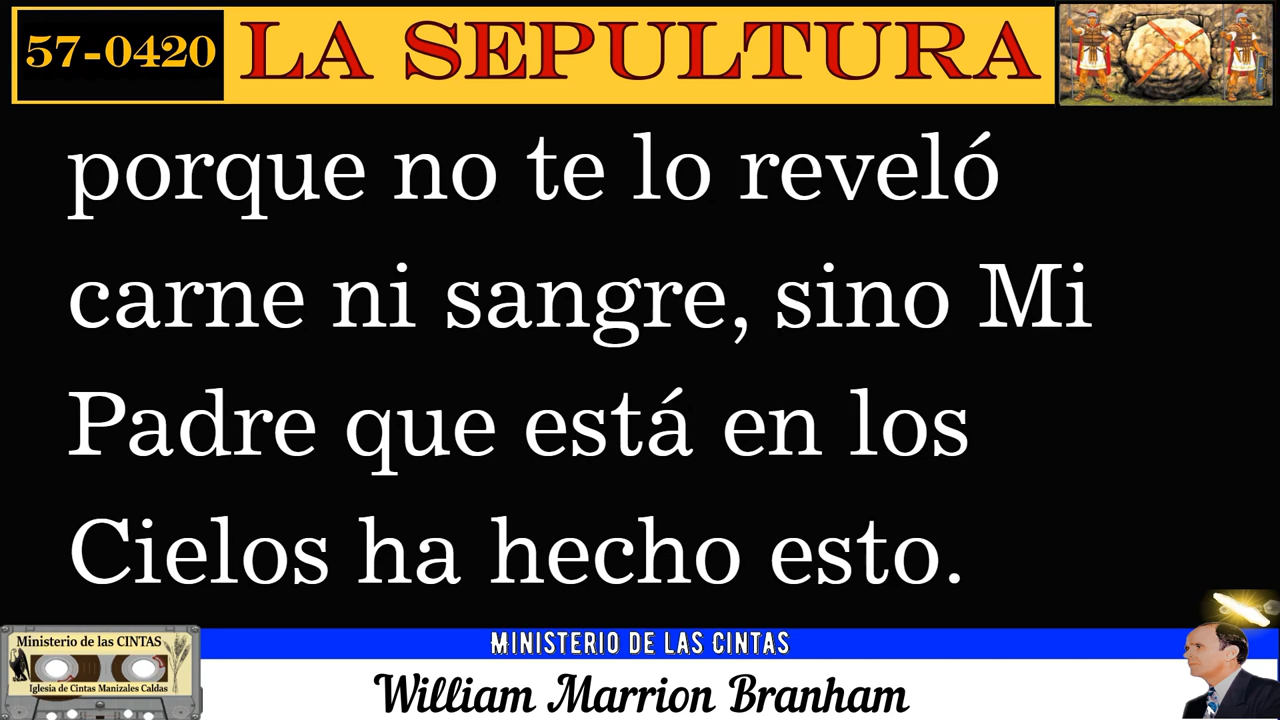 57-0420 LA SEPULTURA
porque no te lo reveló
carne ni sangre, sino Mi
Padre que está en los
Cielos ha hecho esto.
Ministerio de las CINTAS
Iglesia de Cintas Manizales Caldas
MINISTERIO DE LAS CINTAS
William Marrion Branham